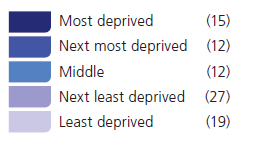 Most deprived (15)
Next most deprived (12)
Middle (12)
Next least deprived (27)
Least deprived (19)